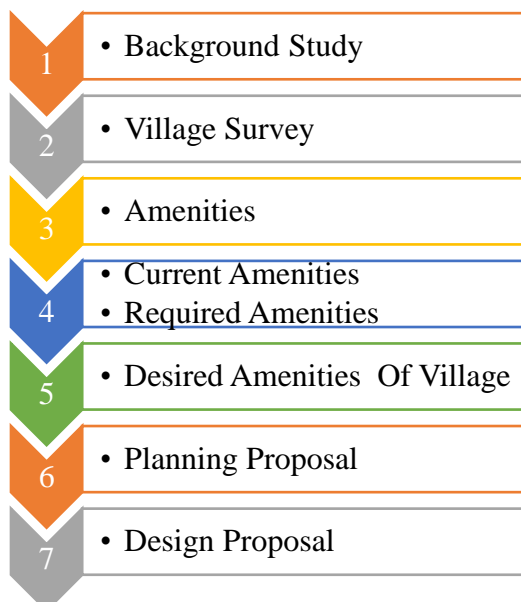 1
• Background Study
2
• Village Survey
3
• Amenities
4
• Current Amenities
• Required Amenities
5
• Desired Amenities Of Village
6
• Planning Proposal
7
• Design Proposal